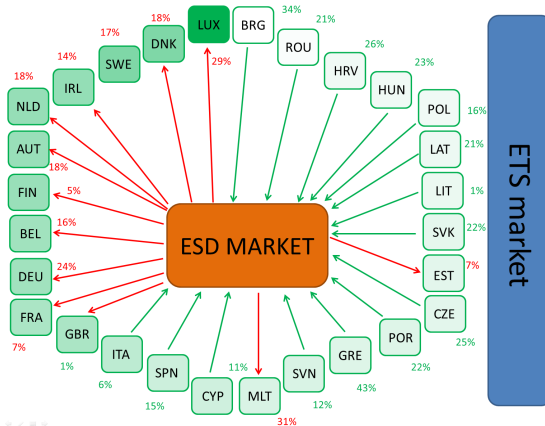 LUX
BRG
34%
18%
DNK
ROU
21%
17%
SWE
29%
HRV
26%
14%
IRL
HUN
23%
18%
NLD
POL
16%
AUT
LAT
21%
18%
FIN
5%
LIT
1%
BEL
16%
SVK
22%
ESD MARKET
ETS market
DEU
24%
EST
7%
FRA
7%
CZE
25%
GBR
1%
POR
22%
ITA
6%
GRE
43%
SPN
15%
SVN
12%
CYP
11%
MLT
31%